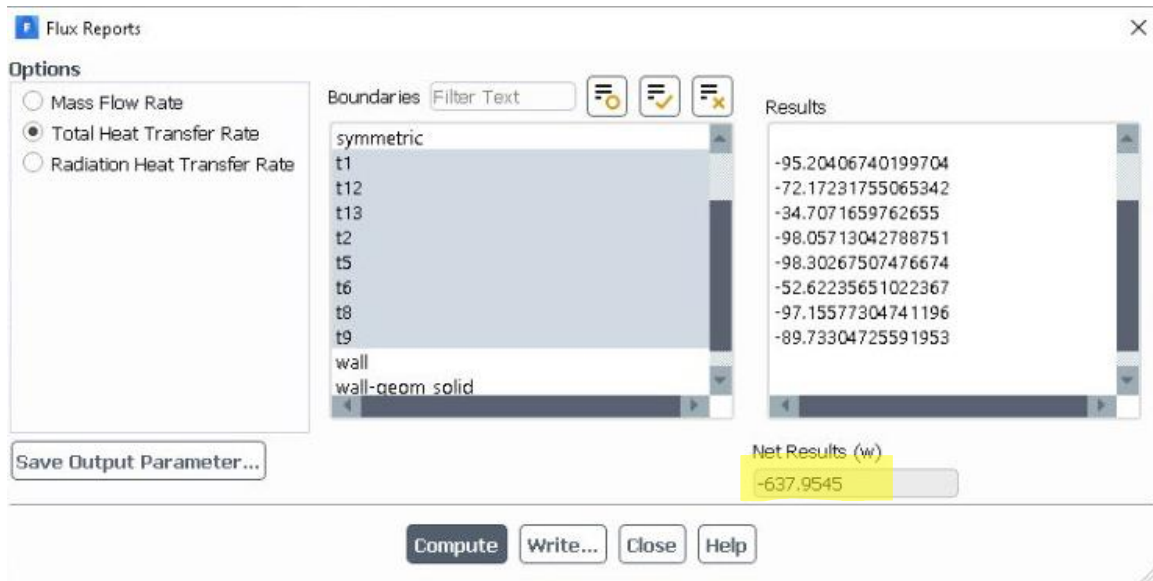 Flux Reports
Options
Mass Flow Rate
Total Heat Transfer Rate
Radiation Heat Transfer Rate
Boundaries Filter Text
symmetric
t1
t12
t13
t2
t5
t6
t8
t9
wall
wall-geom solid
Results
-95.20406740199704
-72.17231755065342
-34.7071659762655
-98.05713042788751
-98.30267507476674
-52.62235651022367
-97.15577304741196
-89.73304725591953
Save Output Parameter...
Net Results (w)
-637.9545
Compute Write... Close Help